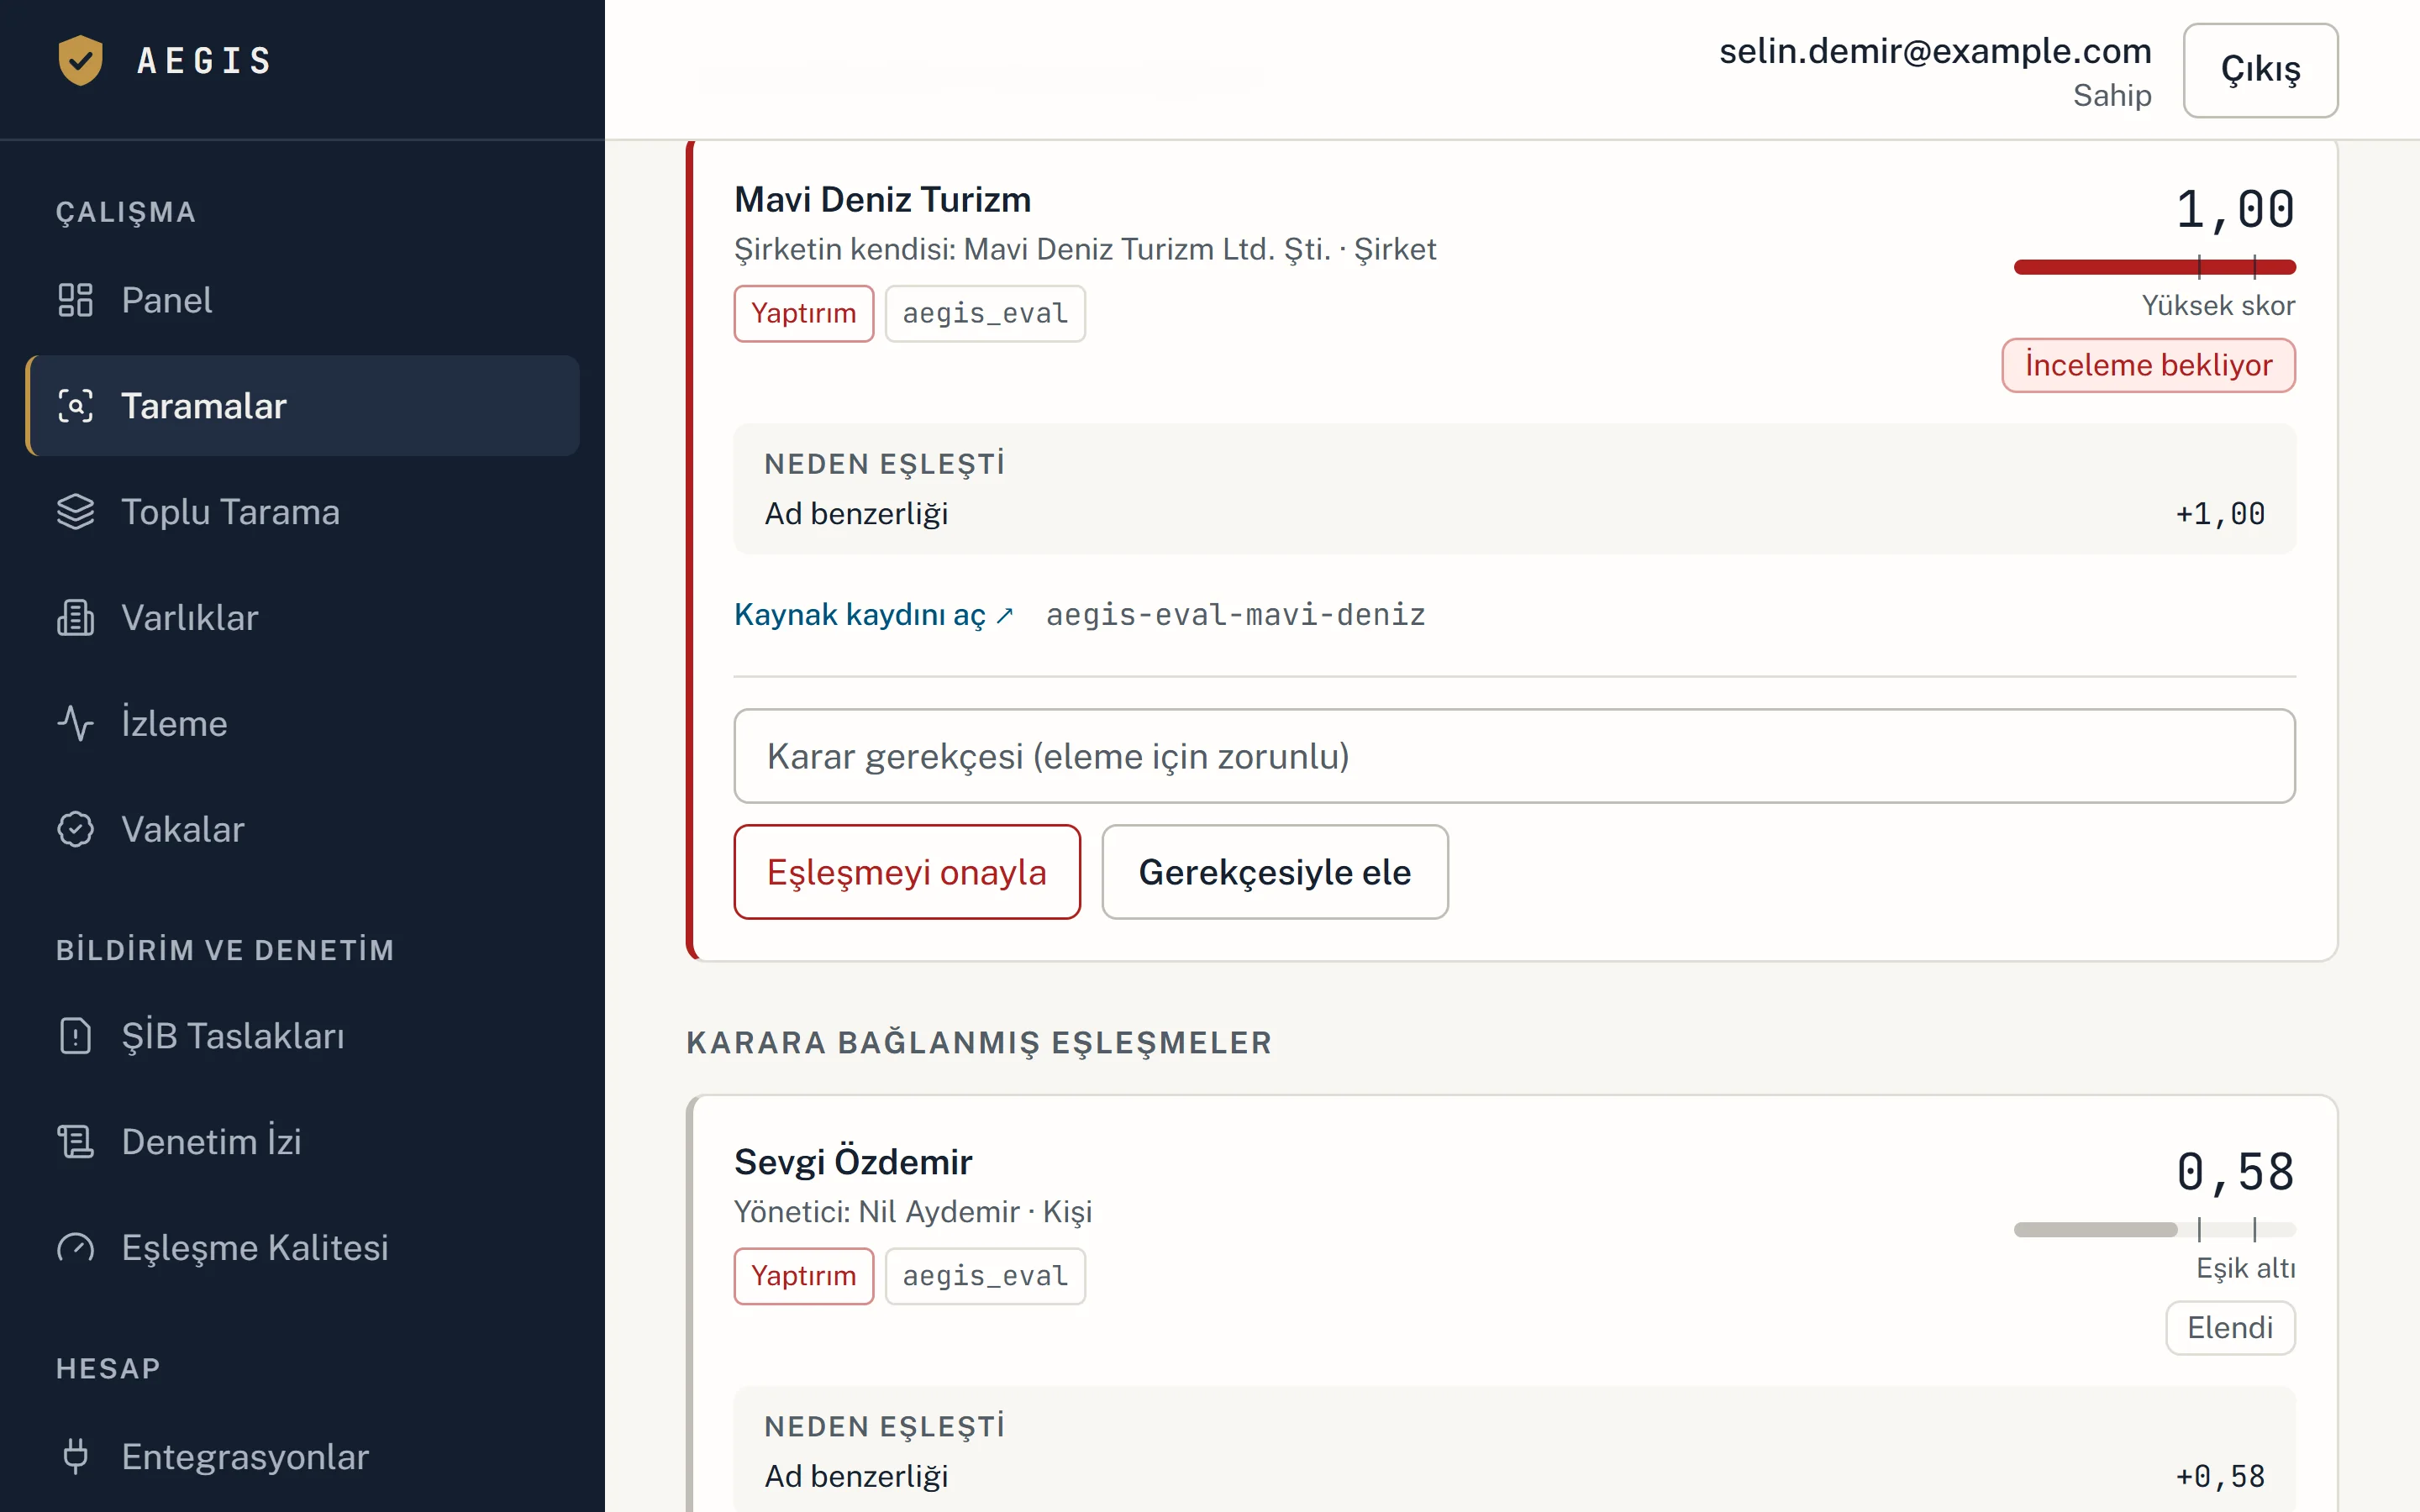 AEGIS
ÇALIŞMA
Panel
Taramalar
Toplu Tarama
Varlıklar
İzleme
Vakalar
BİLDİRİM VE DENETİM
ŞİB Taslakları
Denetim İzi
Eşleşme Kalitesi
HESAP
Entegrasyonlar
selin.demir@example.com
Sahip
Çıkış
Mavi Deniz Turizm
Şirketin kendisi: Mavi Deniz Turizm Ltd. Şti. · Şirket
Yaptırım
aegis_eval
1,00
Yüksek skor
İnceleme bekliyor
NEDEN EŞLEŞTİ
Ad benzerliği +1,00
Kaynak kaydını aç ↗ aegis-eval-mavi-deniz
Karar gerekçesi (eleme için zorunlu)
Eşleşmeyi onayla
Gerekçesiyle ele
KARARA BAĞLANMIŞ EŞLEŞMELER
Sevgi Özdemir
Yönetici: Nil Aydemir · Kişi
Yaptırım
aegis_eval
0,58
Eşik altı
Elendi
NEDEN EŞLEŞTİ
Ad benzerliği +0,58